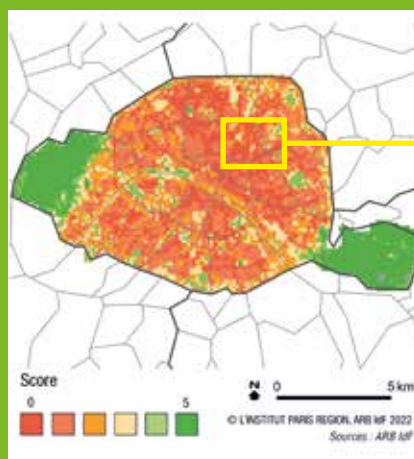 Score
0 5
N
0 5 km
© L'INSTITUT PARIS REGION, ARB IdF 2022
Sources : ARB IdF